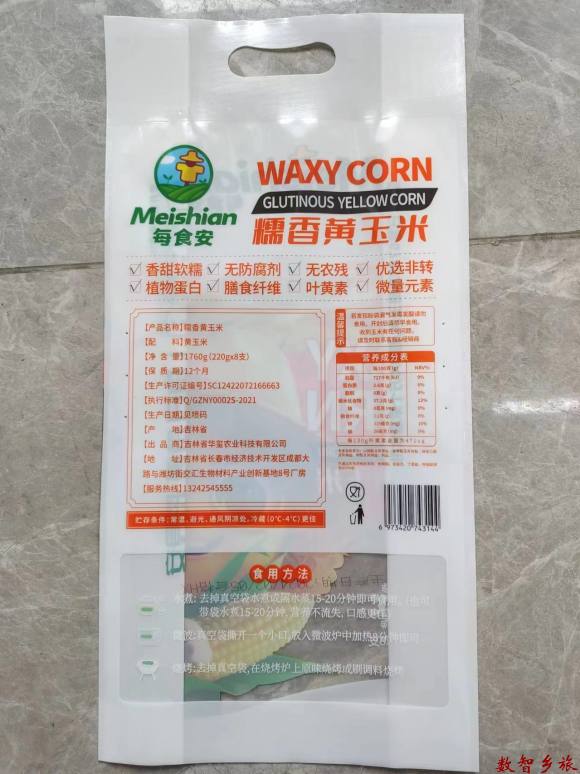 WAXY CORN
GLUTINOUS YELLOW CORN
糯香黄玉米
Meishian
每食安
香甜软糯 无防腐剂 无农残 优选非转
植物蛋白 膳食纤维 叶黄素 微量元素
【产品名称】糯香黄玉米
【配 料】黄玉米
【净 含 量】1760g(220gx8支)
【保 质 期】12个月
【生产许可证编号】SC12422072166663
【执行标准】Q/GZNY0002S-2021
【生产日期】见喷码
【产 地】吉林省
【出 品 商】吉林省华玺农业科技有限公司
【地 址】吉林省长春市经济技术开发区成都大
路与潍坊街交汇生物材料产业创新基地8号厂房
【服务热线】13242545555
温馨提示
营养成分表
NRV%
贮存条件: 常温、避光、通风阴凉处,冷藏(0℃-4℃)更佳
6 973420 743144
食用方法
水煮: 去掉真空袋水煮或隔水蒸15-20分钟即可食用。(也可
带袋水煮15-20分钟, 营养不流失, 口感更佳)
微波: 真空袋撕开一个小口,放入微波炉中加热
烧烤: 去掉真空袋, 在烧烤炉上原味烧烤或刷调料烧烤
数智乡旅